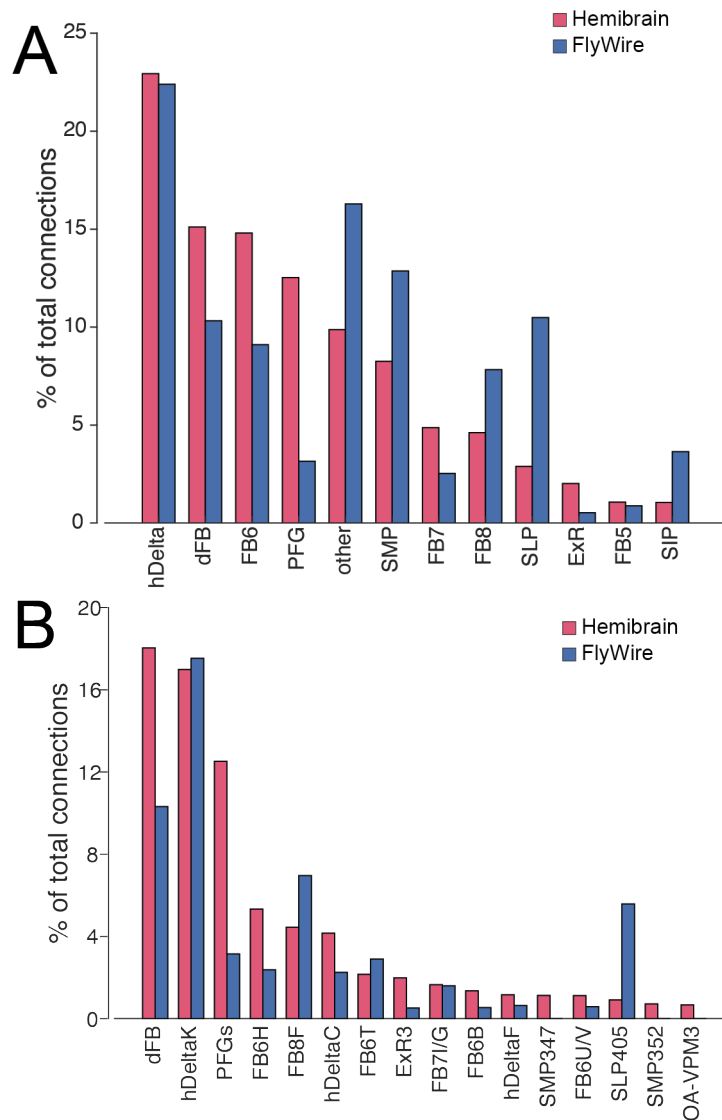 A
Hemibrain
FlyWire
% of total connections
25
20
15
10
5
0
hDelta
dFB
FB6
PFG
other
SMP
FB7
FB8
SLP
ExR
FB5
SIP
B
Hemibrain
FlyWire
% of total connections
20
16
12
8
4
0
dFB
hDeltaK
PFGs
FB6H
FB8F
hDeltaC
FB6T
ExR3
FB7I/G
FB6B
hDeltaF
SMP347
FB6U/V
SLP405
SMP352
OA-VPM3